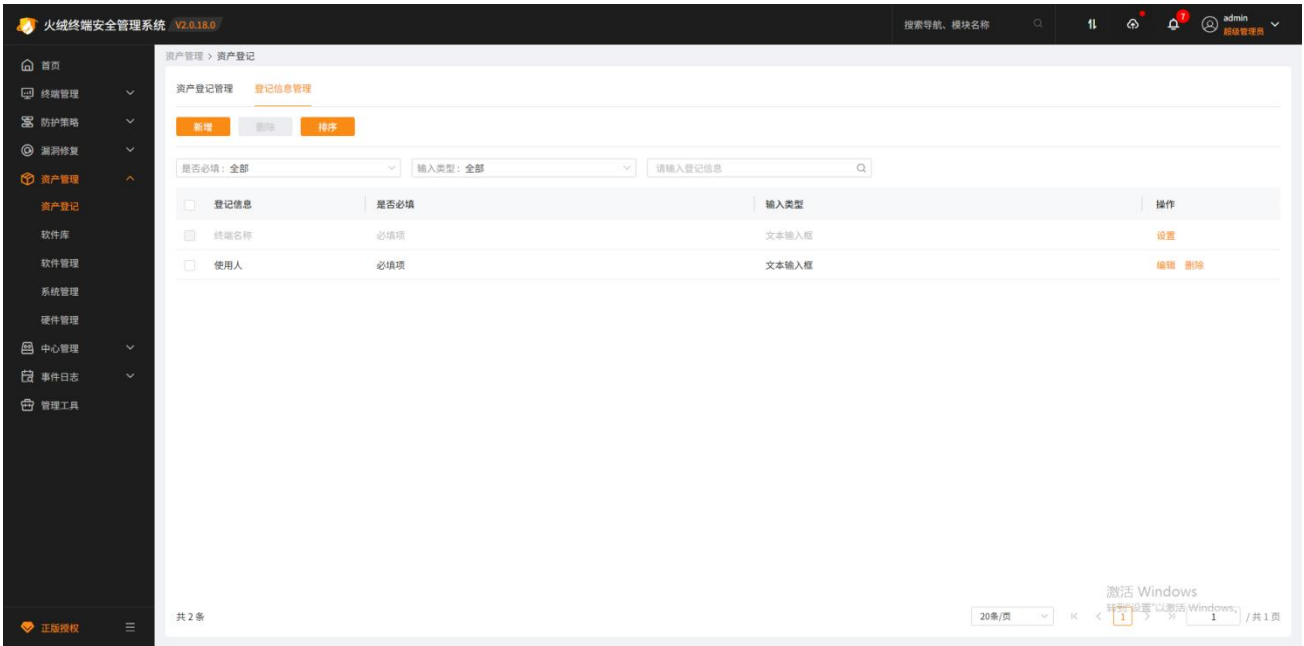 火绒终端安全管理系统 V2.0.18.0 搜索导航、模块名称 7 admin
超级管理员
首页
终端管理
防护策略
漏洞修复
资产管理
资产登记
软件库
软件管理
系统管理
硬件管理
中心管理
事件日志
管理工具
正版授权
资产管理 > 资产登记
资产登记管理 登记信息管理
新增 删除 排序
是否必填: 全部 输入类型: 全部 请输入登记信息
登记信息 是否必填 输入类型 操作
终端名称 必填项 文本输入框 设置
使用人 必填项 文本输入框 编辑 删除
激活 Windows
转到"设置"以激活 Windows。
共 2 条 20条/页 1 1 / 共 1 页